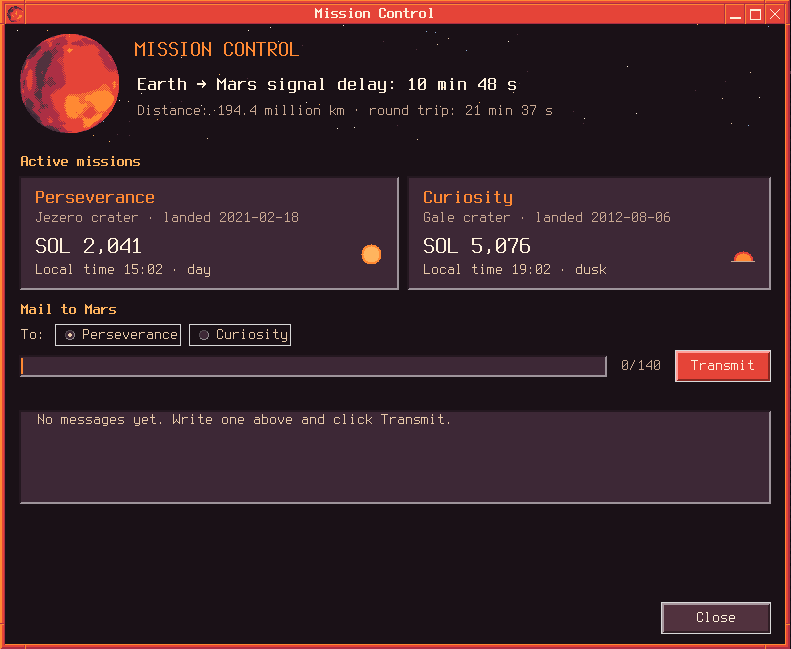 Mission Control
MISSION CONTROL
Earth → Mars signal delay: 10 min 48 s
Distance: 194.4 million km · round trip: 21 min 37 s
Active missions
Perseverance
Jezero crater · landed 2021-02-18
SOL 2,041
Local time 15:02 · day
Curiosity
Gale crater · landed 2012-08-06
SOL 5,076
Local time 19:02 · dusk
Mail to Mars
To: Perseverance Curiosity
0/140 Transmit
No messages yet. Write one above and click Transmit.
Close